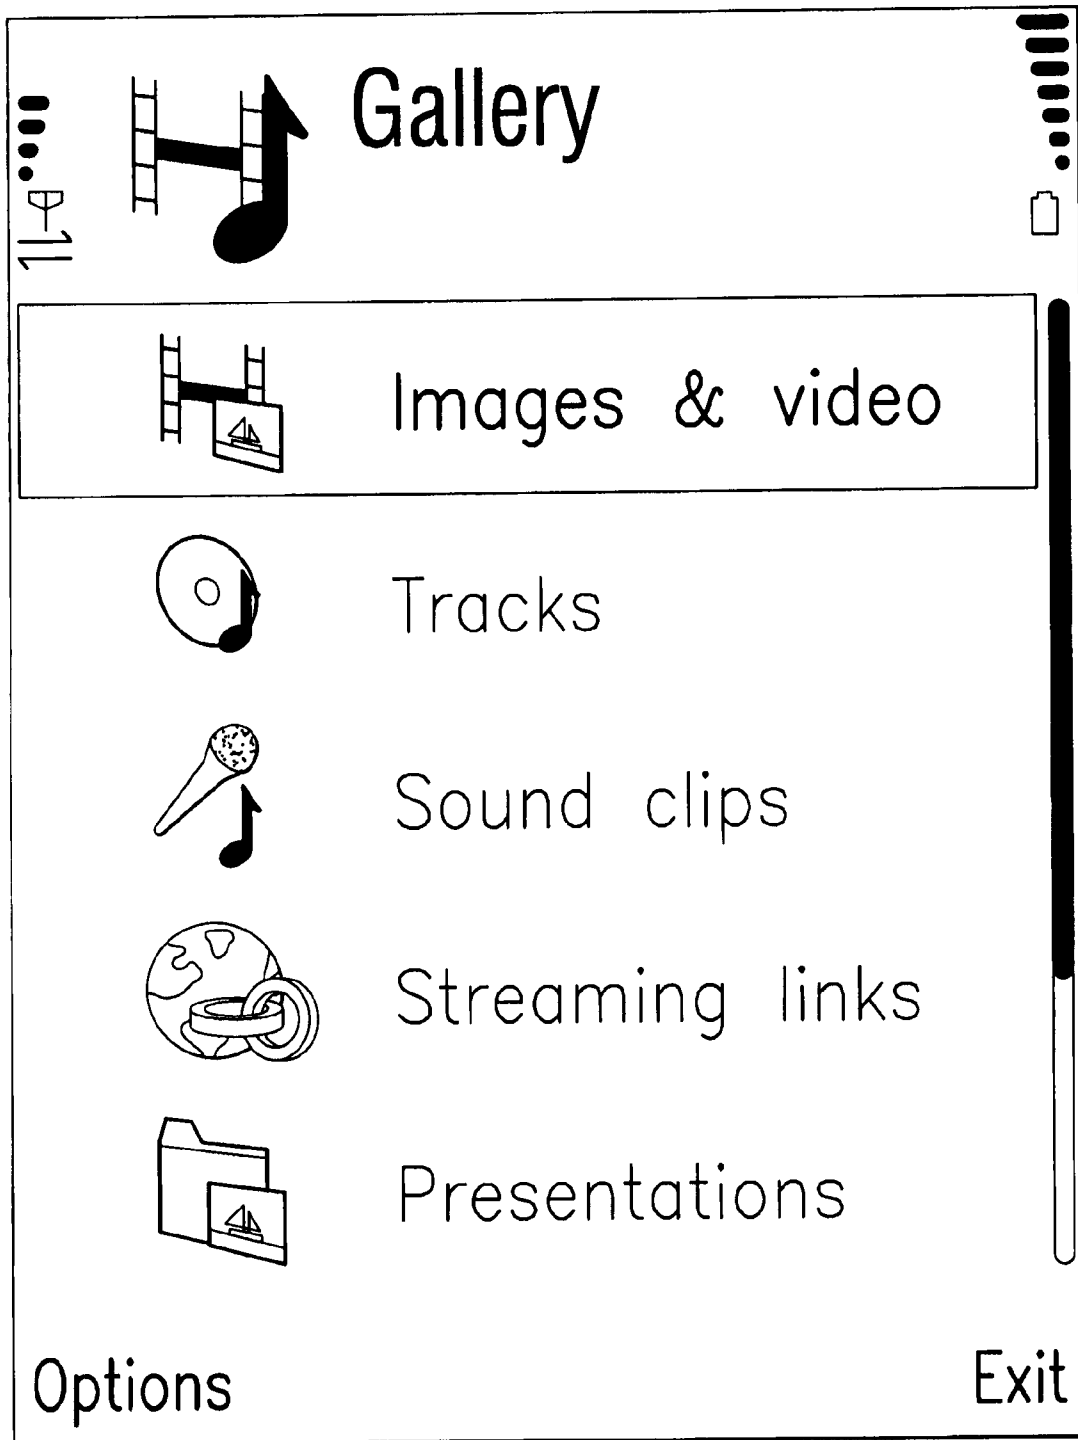 Gallery
Images & video
Tracks
Sound clips
Streaming links
Presentations
Options
Exit